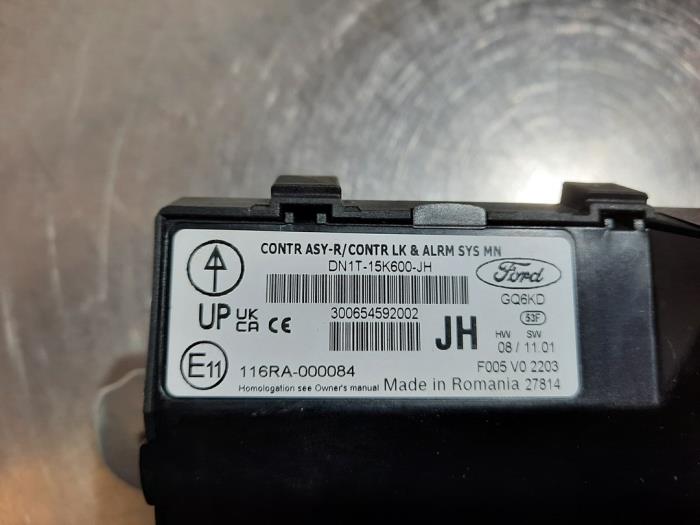 CONTR ASY-R/CONTR LK & ALRM SYS MN
DN1T-15K600-JH
Ford
GQ6KD
53F
300654592002
UP UK CA CE
JH
HW SW
08 / 11.01
E11
116RA-000084
F005 V0 2203
Homologation see Owner's manual Made in Romania 27814